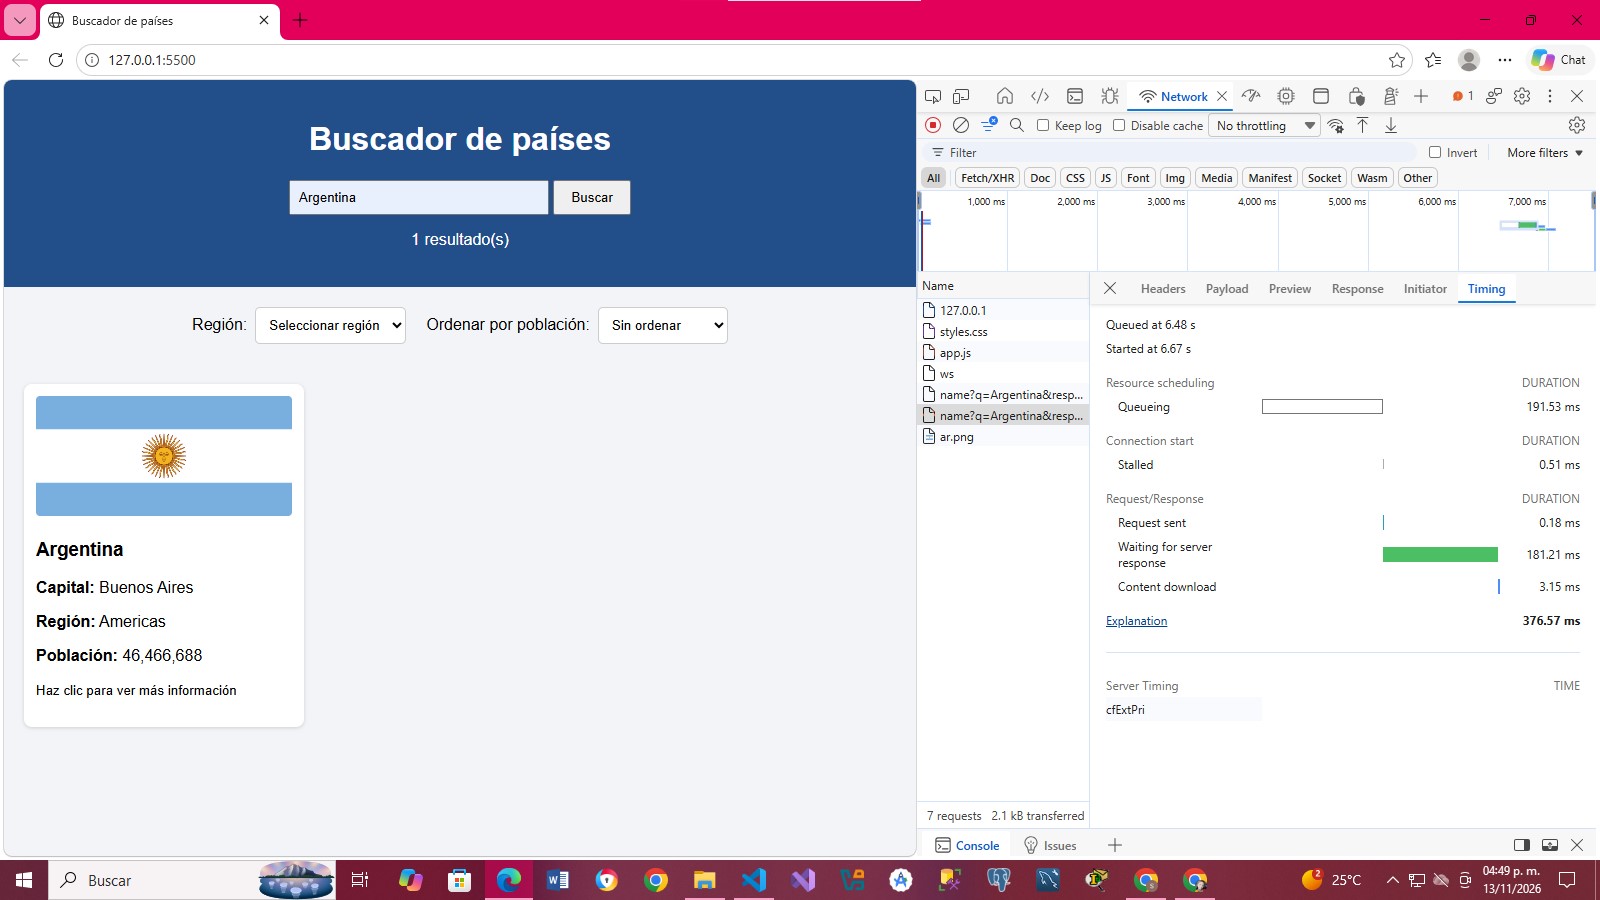 Buscador de países
127.0.0.1:5500
Chat
Buscador de países
Argentina
Buscar
1 resultado(s)
Región:
Seleccionar región
Ordenar por población:
Sin ordenar
Argentina
Capital: Buenos Aires
Región: Americas
Población: 46,466,688
Haz clic para ver más información
Network
1
Keep log
Disable cache
No throttling
Filter
Invert
More filters
All
Fetch/XHR
Doc
CSS
JS
Font
Img
Media
Manifest
Socket
Wasm
Other
1,000 ms
2,000 ms
3,000 ms
4,000 ms
5,000 ms
6,000 ms
7,000 ms
Name
127.0.0.1
styles.css
app.js
ws
name?q=Argentina&resp...
name?q=Argentina&resp...
ar.png
7 requests 2.1 kB transferred
Headers
Payload
Preview
Response
Initiator
Timing
Queued at 6.48 s
Started at 6.67 s
Resource scheduling DURATION
Queueing 191.53 ms
Connection start DURATION
Stalled 0.51 ms
Request/Response DURATION
Request sent 0.18 ms
Waiting for server
response 181.21 ms
Content download 3.15 ms
Explanation 376.57 ms
Server Timing TIME
cfExtPri
Console
Issues
Buscar
2
25°C
04:49 p. m.
13/11/2026